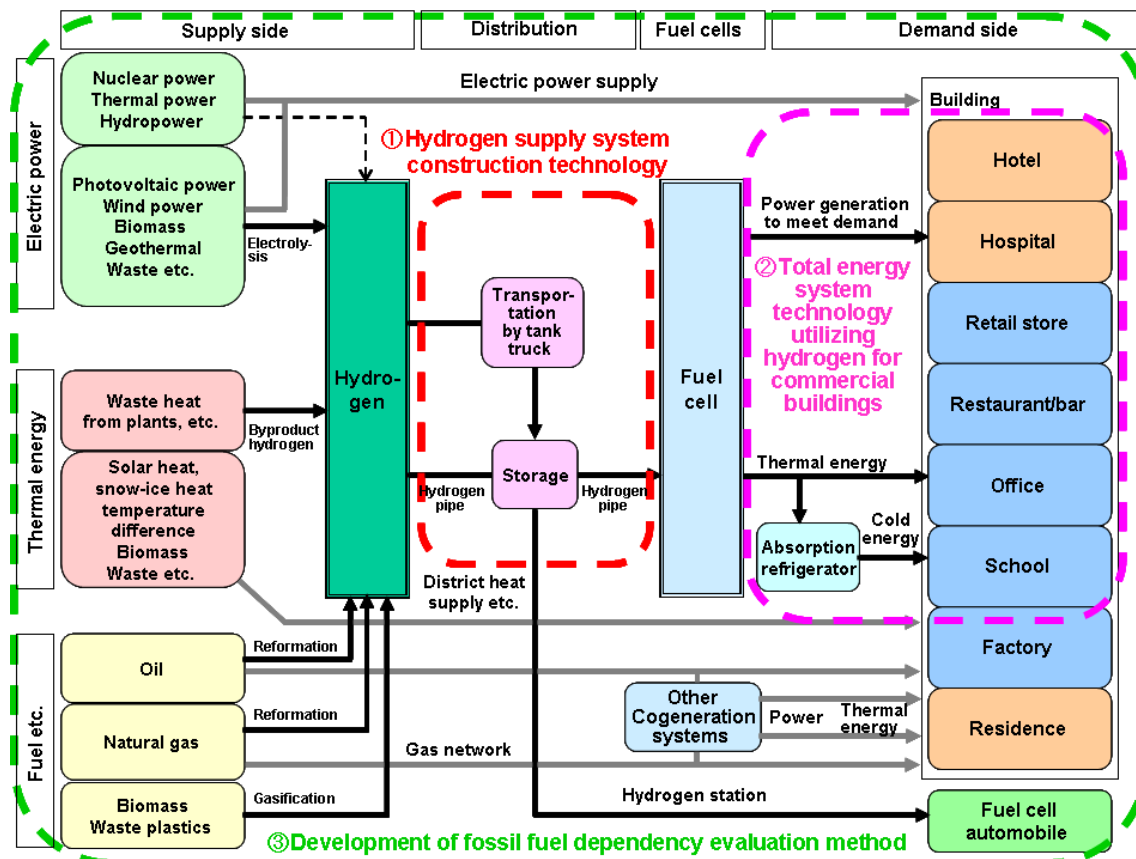 Supply side
Distribution
Fuel cells
Demand side
Electric power
Nuclear power
Thermal power
Hydropower
Electric power supply
Building
①Hydrogen supply system
construction technology
Photovoltaic power
Wind power
Biomass
Geothermal
Waste etc.
Electroly-
sis
Hydro-
gen
Transpor-
tation
by tank
truck
Storage
Hydrogen
pipe
Hydrogen
pipe
Fuel
cell
Power generation
to meet demand
②Total energy
system
technology
utilizing
hydrogen for
commercial
buildings
Hotel
Hospital
Retail store
Restaurant/bar
Office
School
Factory
Residence
Thermal energy
Waste heat
from plants, etc.
Byproduct
hydrogen
Solar heat,
snow-ice heat
temperature
difference
Biomass
Waste etc.
Thermal energy
Absorption
refrigerator
Cold
energy
District heat
supply etc.
Fuel etc.
Oil
Reformation
Natural gas
Reformation
Gas network
Other
Cogeneration
systems
Power
Thermal
energy
Biomass
Waste plastics
Gasification
Hydrogen station
Fuel cell
automobile
③Development of fossil fuel dependency evaluation method